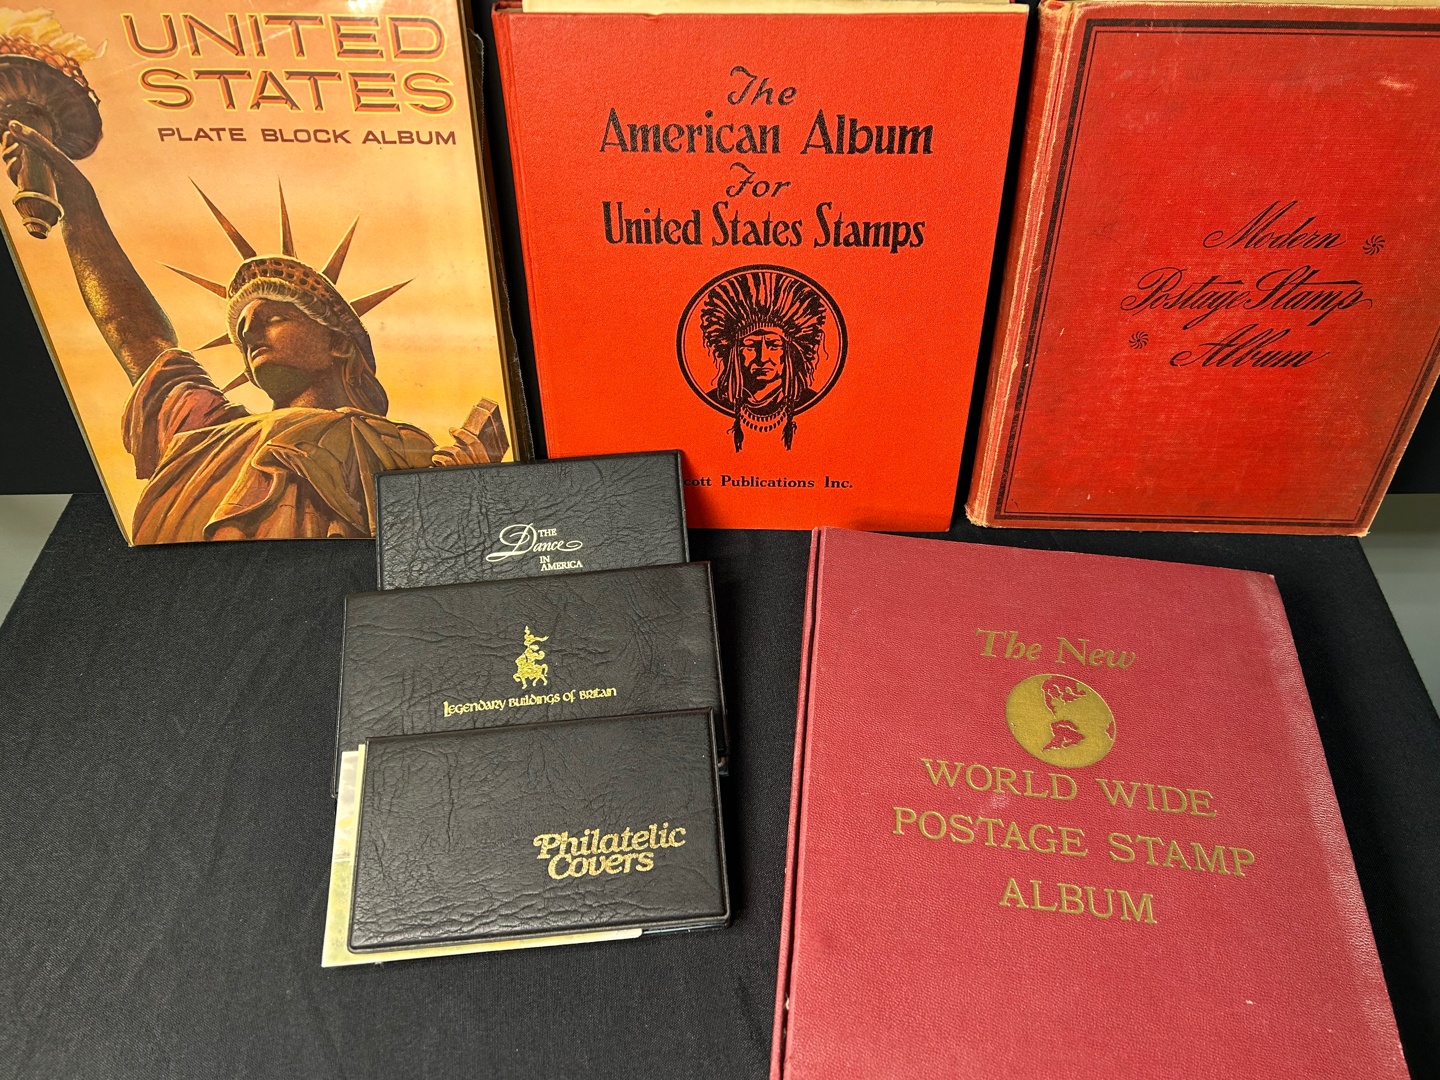 UNITED
STATES
PLATE BLOCK ALBUM
The
American Album
For
United States Stamps
cott Publications Inc.
Modern
Postage Stamp
Album
THE
Dance
IN
AMERICA
Legendary Buildings of Britain
Philatelic
Covers
The New
WORLD WIDE
POSTAGE STAMP
ALBUM